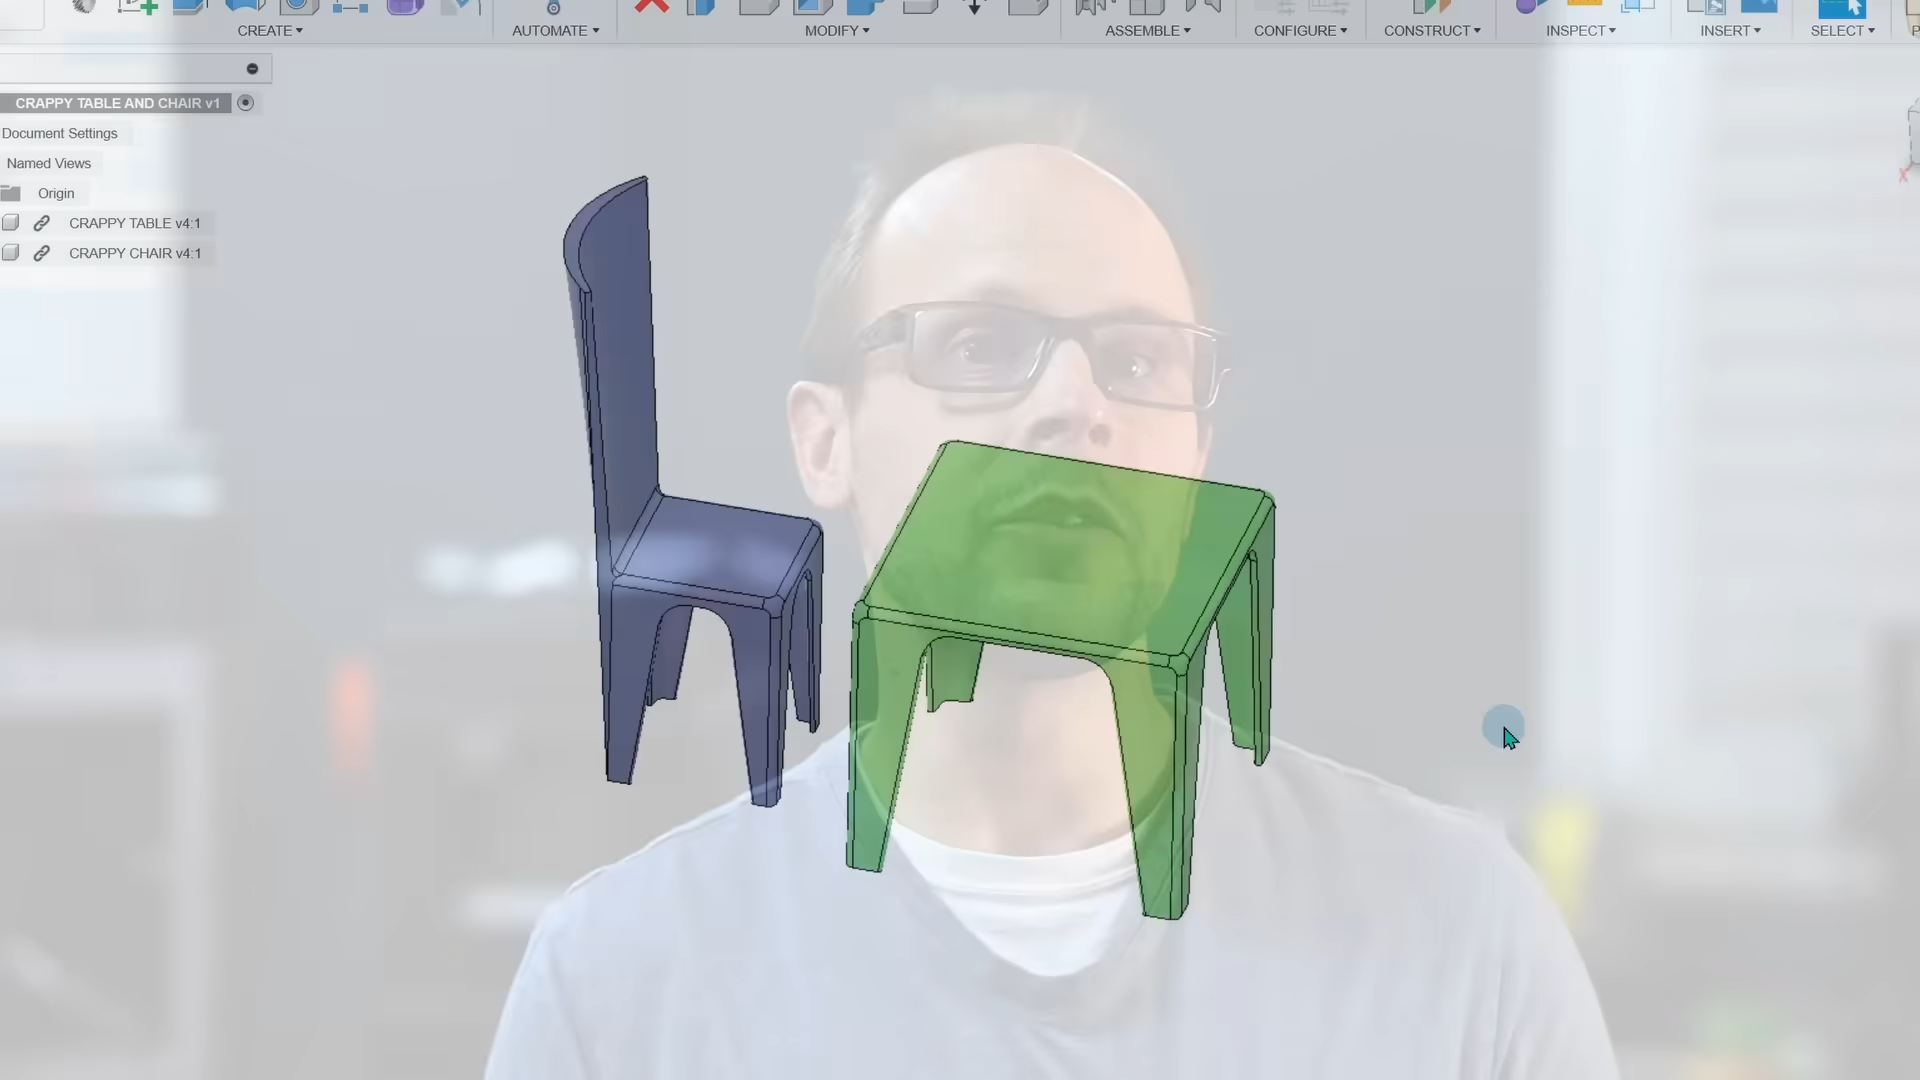 CREATE▾ AUTOMATE ▾ MODIFY▾ ASSEMBLE▾ CONFIGURE▾ CONSTRUCT▾ INSPECT▾ INSERT▾ SELECT▾
CRAPPY TABLE AND CHAIR v1
Document Settings
Named Views
Origin
CRAPPY TABLE v4:1
CRAPPY CHAIR v4:1